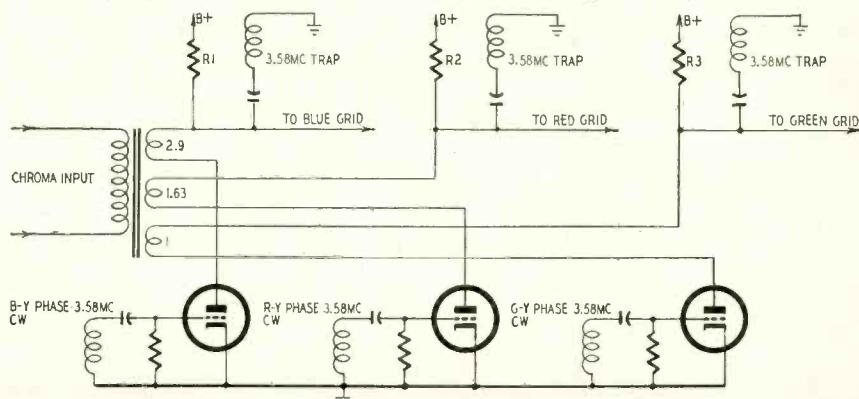 B+
B+
B+
R1
3.58MC TRAP
R2
3.58MC TRAP
R3
3.58MC TRAP
TO BLUE GRID
TO RED GRID
TO GREEN GRID
2.9
CHROMA INPUT
1.63
1
B-Y PHASE 3.58MC
CW
R-Y PHASE 3.58MC
CW
G-Y PHASE 3.58MC
CW